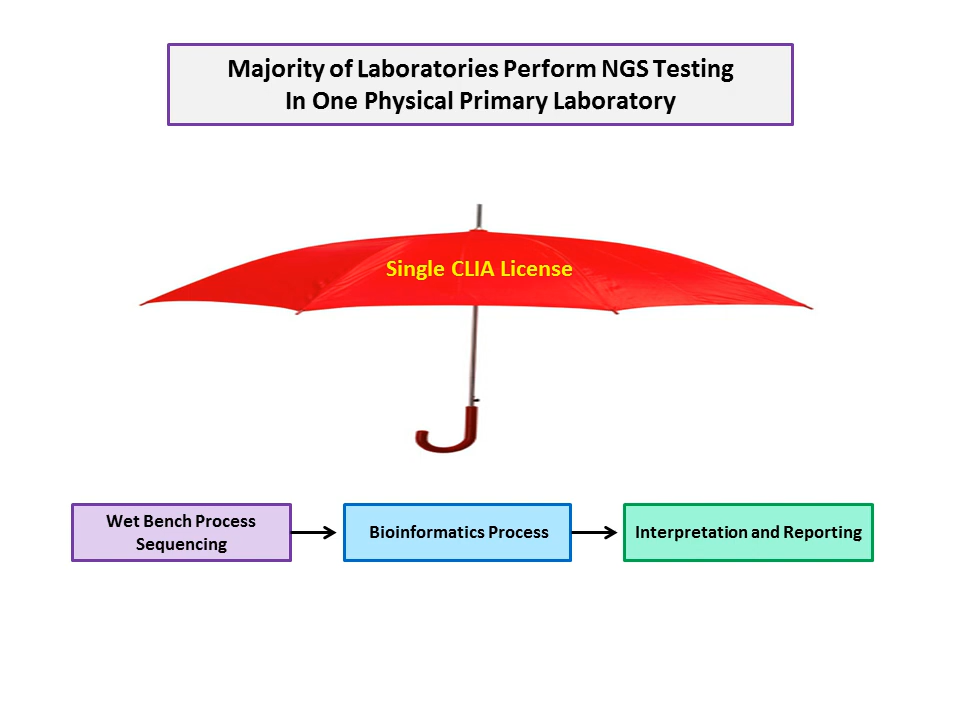 Majority of Laboratories Perform NGS Testing
In One Physical Primary Laboratory
Single CLIA License
Wet Bench Process
Sequencing
Bioinformatics Process
Interpretation and Reporting